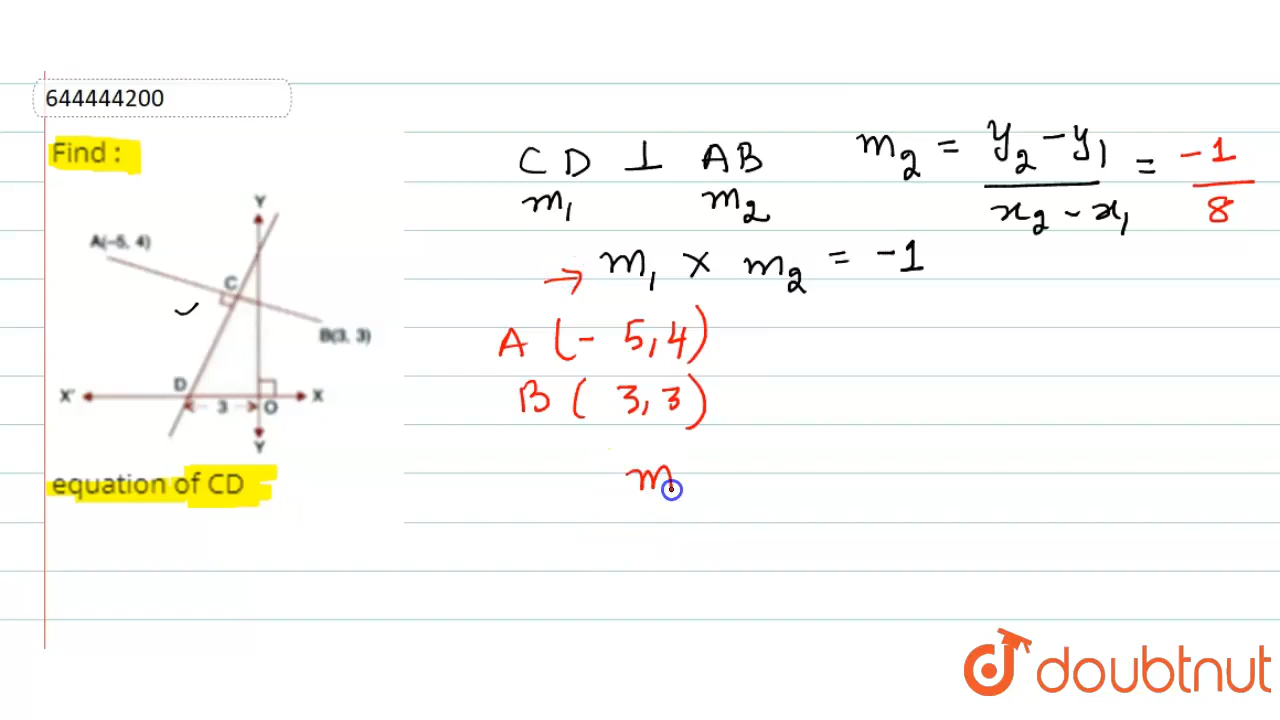 644444200
Find :
Y
A(–5, 4)
C
B(3, 3)
D
X'
X
3
O
Y
equation of CD
CD ⊥ AB
m₁ m₂
m₂ = y₂ - y₁ / x₂ - x₁ = -1 / 8
→ m₁ × m₂ = -1
A (- 5, 4)
B ( 3, 3)
m
doubtnut